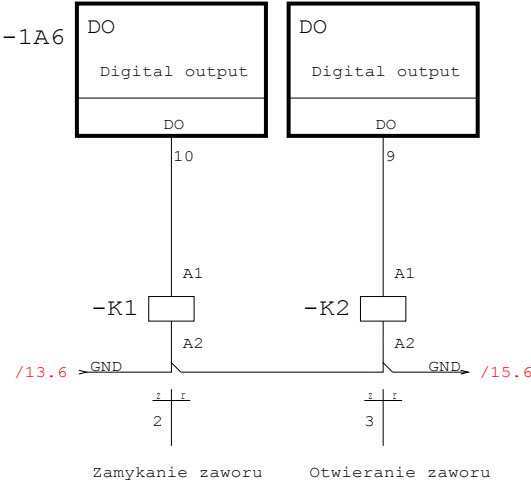 DO DO
-1A6
Digital output Digital output
DO DO
10 9
A1 A1
-K1 -K2
A2 A2
/13.6 GND GND /15.6
z r z r
2 3
Zamykanie zaworu Otwieranie zaworu